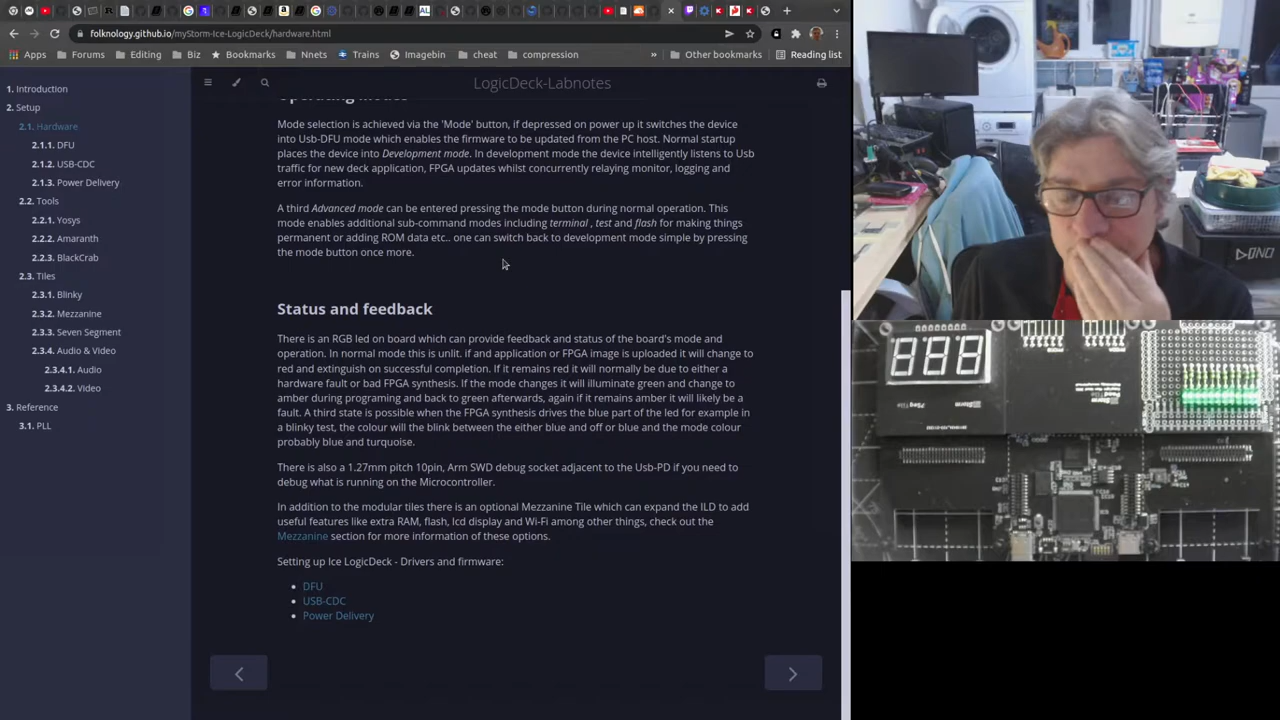 folknology.github.io/myStorm-Ice-LogicDeck/hardware.html
Apps Forums Editing Biz Bookmarks Nnets Trains Imagebin cheat compression » Other bookmarks Reading list
LogicDeck-Labnotes
1. Introduction
2. Setup
2.1. Hardware
2.1.1. DFU
2.1.2. USB-CDC
2.1.3. Power Delivery
2.2. Tools
2.2.1. Yosys
2.2.2. Amaranth
2.2.3. BlackCrab
2.3. Tiles
2.3.1. Blinky
2.3.2. Mezzanine
2.3.3. Seven Segment
2.3.4. Audio & Video
2.3.4.1. Audio
2.3.4.2. Video
3. Reference
3.1. PLL
Operating modes
Mode selection is achieved via the 'Mode' button, if depressed on power up it switches the device
into Usb-DFU mode which enables the firmware to be updated from the PC host. Normal startup
places the device into Development mode. In development mode the device intelligently listens to Usb
traffic for new deck application, FPGA updates whilst concurrently relaying monitor, logging and
error information.
A third Advanced mode can be entered pressing the mode button during normal operation. This
mode enables additional sub-command modes including terminal , test and flash for making things
permanent or adding ROM data etc.. one can switch back to development mode simple by pressing
the mode button once more.
Status and feedback
There is an RGB led on board which can provide feedback and status of the board's mode and
operation. In normal mode this is unlit. if and application or FPGA image is uploaded it will change to
red and extinguish on successful completion. If it remains red it will normally be due to either a
hardware fault or bad FPGA synthesis. If the mode changes it will illuminate green and change to
amber during programing and back to green afterwards, again if it remains amber it will likely be a
fault. A third state is possible when the FPGA synthesis drives the blue part of the led for example in
a blinky test, the colour will the blink between the either blue and off or blue and the mode colour
probably blue and turquoise.
There is also a 1.27mm pitch 10pin, Arm SWD debug socket adjacent to the Usb-PD if you need to
debug what is running on the Microcontroller.
In addition to the modular tiles there is an optional Mezzanine Tile which can expand the ILD to add
useful features like extra RAM, flash, lcd display and Wi-Fi among other things, check out the
Mezzanine section for more information of these options.
Setting up Ice LogicDeck - Drivers and firmware:
DFU
USB-CDC
Power Delivery